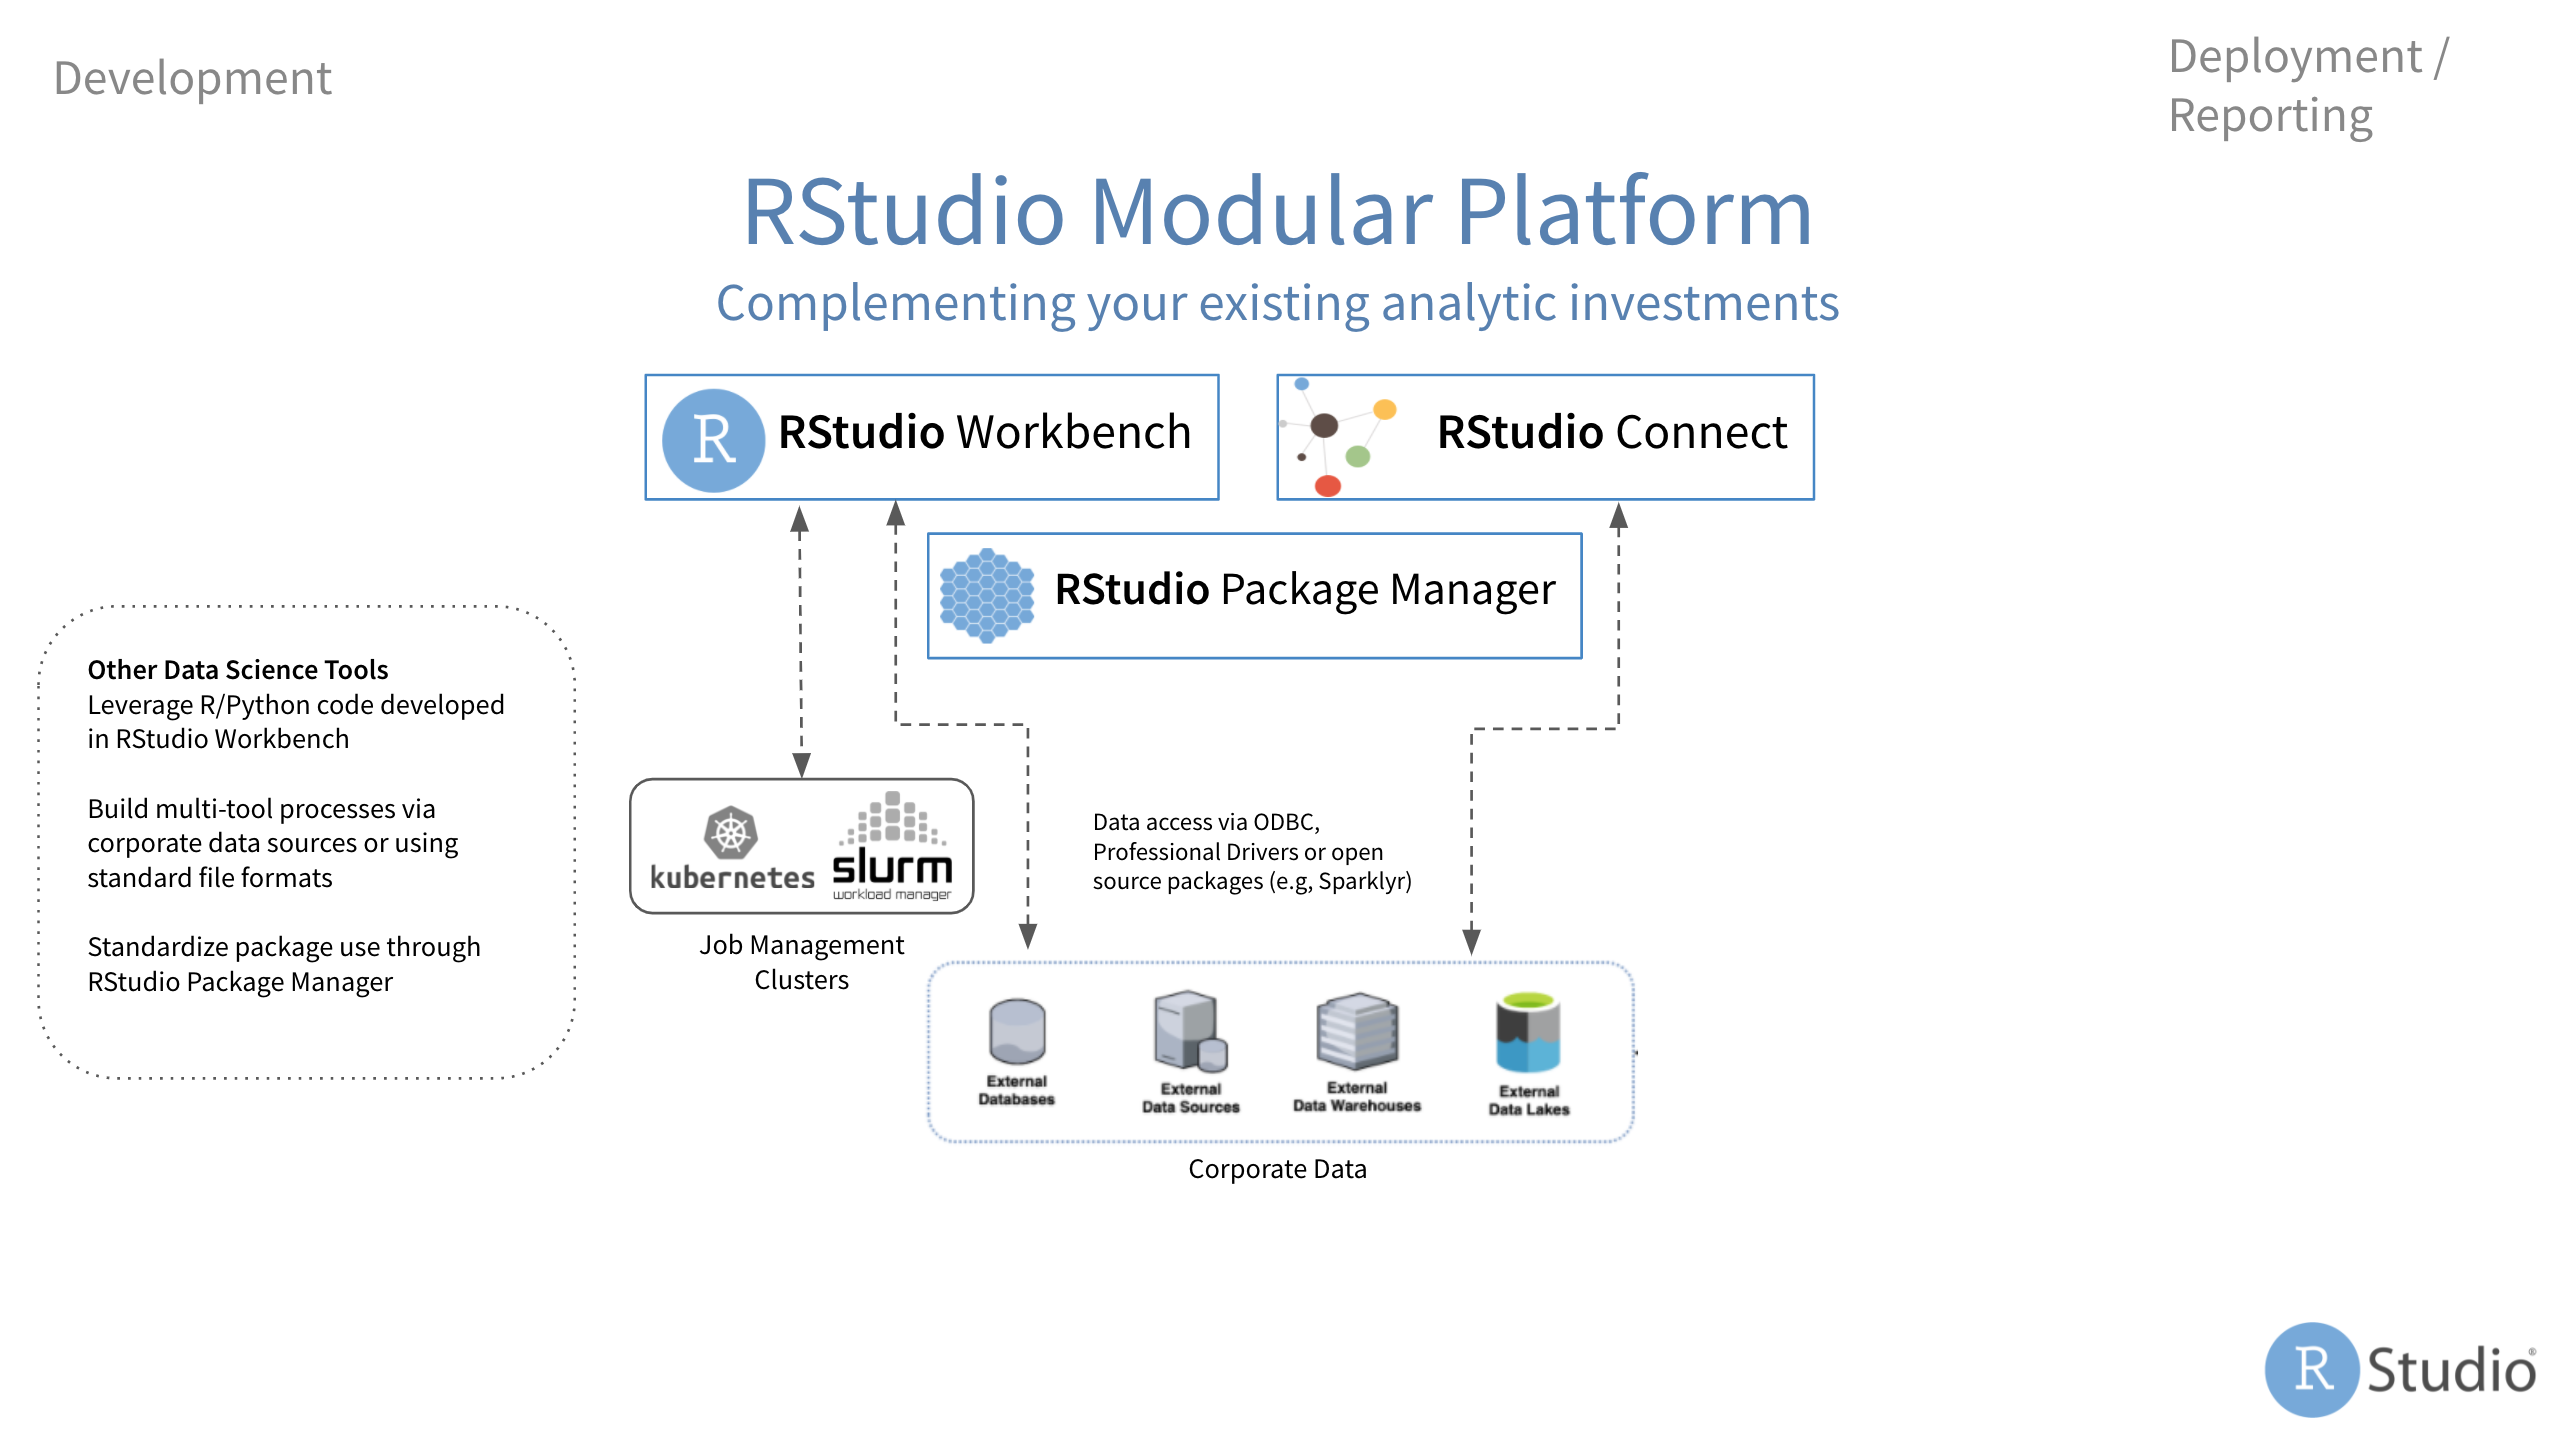 Development
Deployment /
Reporting
RStudio Modular Platform
Complementing your existing analytic investments
R
RStudio Workbench
RStudio Connect
RStudio Package Manager
Other Data Science Tools
Leverage R/Python code developed
in RStudio Workbench
Build multi-tool processes via
corporate data sources or using
standard file formats
Standardize package use through
RStudio Package Manager
kubernetes
slurm
workload manager
Job Management
Clusters
Data access via ODBC,
Professional Drivers or open
source packages (e.g, Sparklyr)
External
Databases
External
Data Sources
External
Data Warehouses
External
Data Lakes
Corporate Data
R Studio®